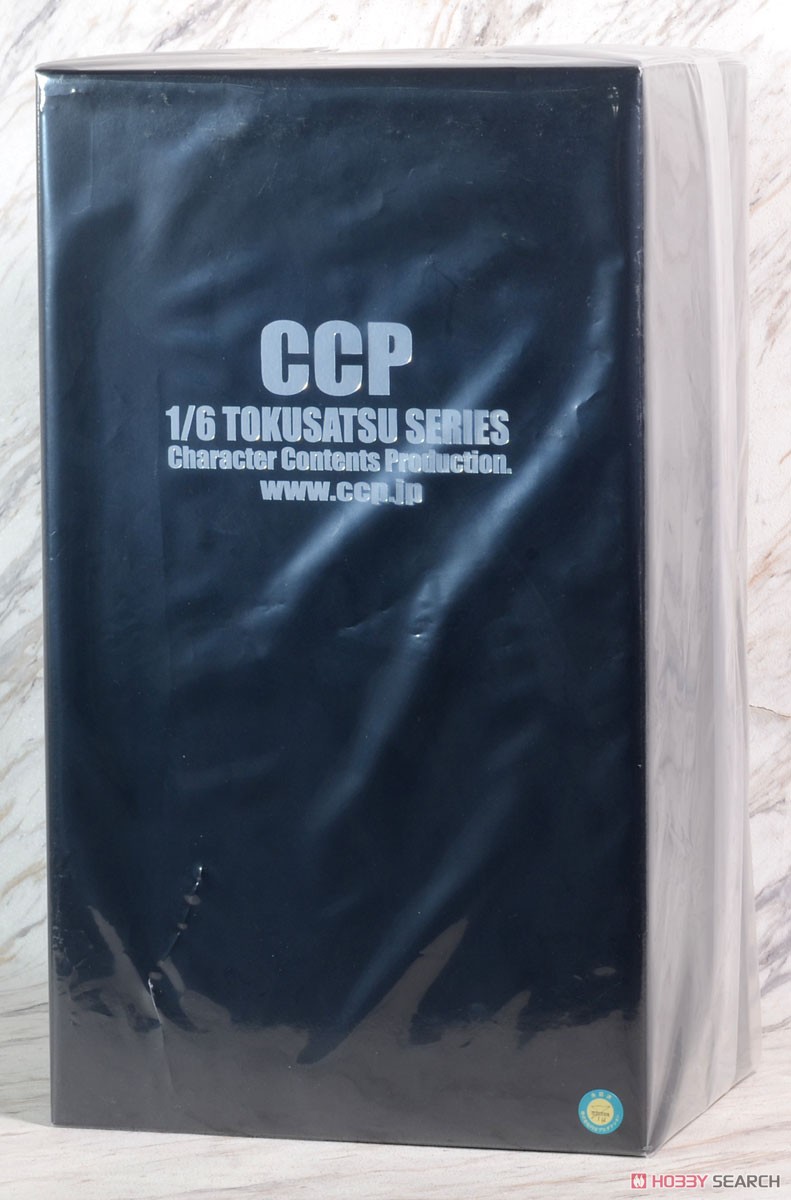 CCP
1/6 TOKUSATSU SERIES
Character Contents Production.
www.ccp.jp
HOBBY SEARCH